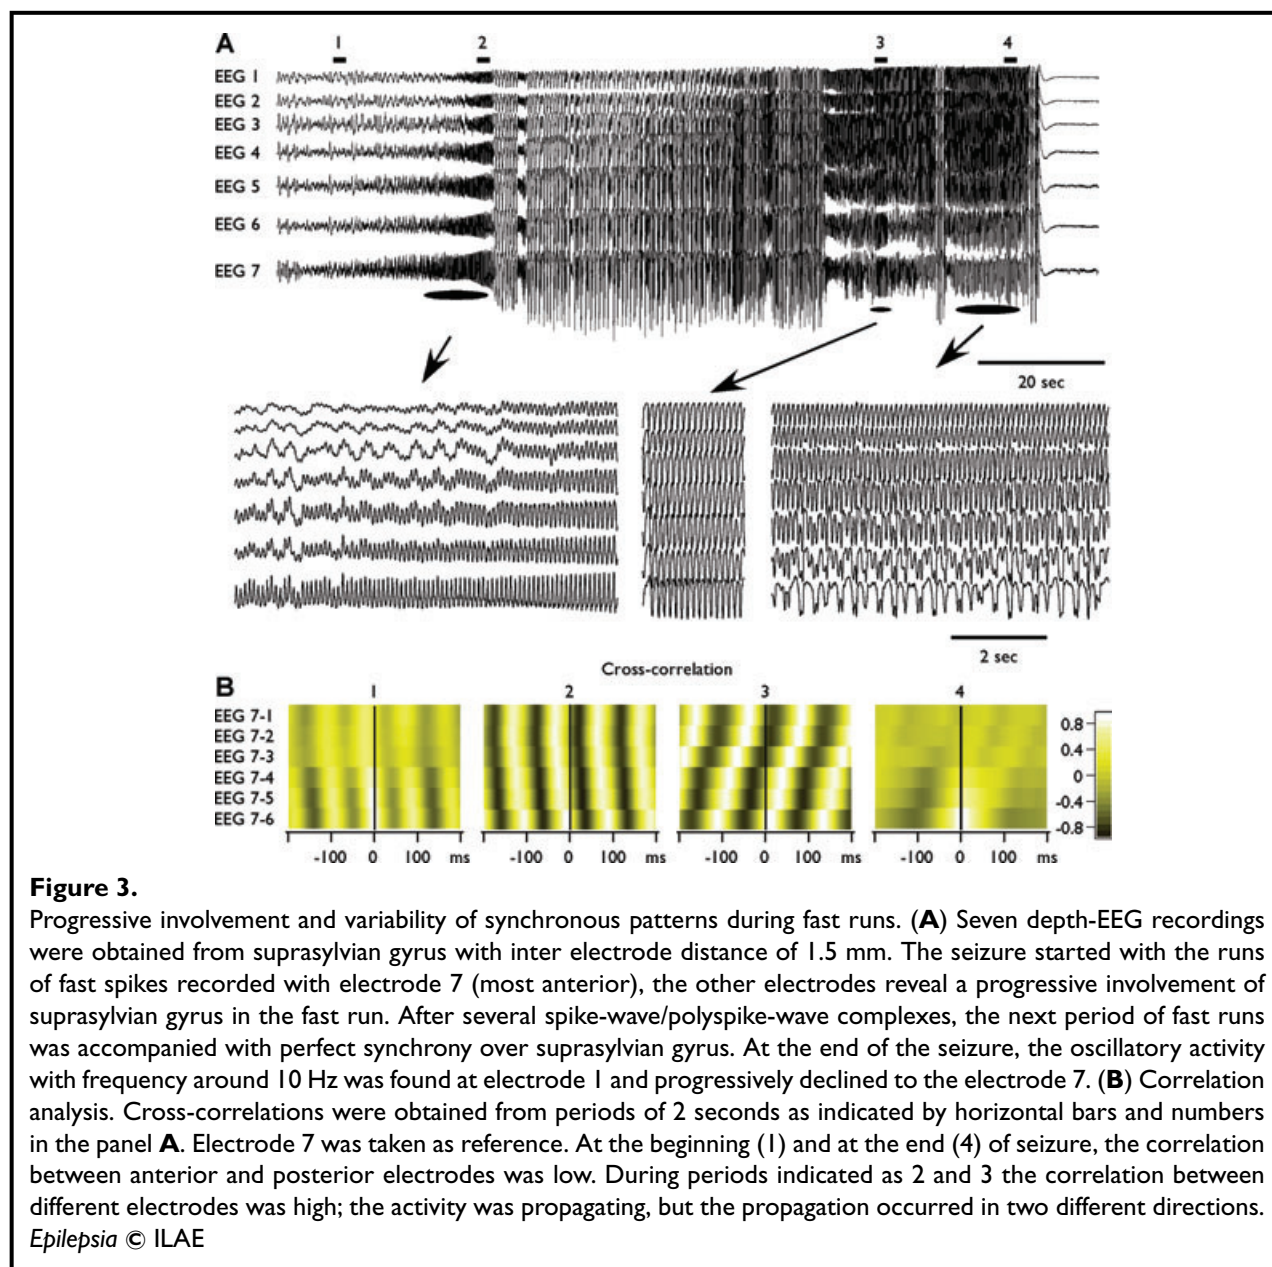 A
1 2 3 4
EEG 1
EEG 2
EEG 3
EEG 4
EEG 5
EEG 6
EEG 7
20 sec
2 sec
Cross-correlation
B
1 2 3 4
EEG 7-1
EEG 7-2
EEG 7-3
EEG 7-4
EEG 7-5
EEG 7-6
0.8
0.4
0
-0.4
-0.8
-100 0 100 ms -100 0 100 ms -100 0 100 ms -100 0 100 ms
Figure 3.
Progressive involvement and variability of synchronous patterns during fast runs. (A) Seven depth-EEG recordings
were obtained from suprasylvian gyrus with inter electrode distance of 1.5 mm. The seizure started with the runs
of fast spikes recorded with electrode 7 (most anterior), the other electrodes reveal a progressive involvement of
suprasylvian gyrus in the fast run. After several spike-wave/polyspike-wave complexes, the next period of fast runs
was accompanied with perfect synchrony over suprasylvian gyrus. At the end of the seizure, the oscillatory activity
with frequency around 10 Hz was found at electrode 1 and progressively declined to the electrode 7. (B) Correlation
analysis. Cross-correlations were obtained from periods of 2 seconds as indicated by horizontal bars and numbers
in the panel A. Electrode 7 was taken as reference. At the beginning (1) and at the end (4) of seizure, the correlation
between anterior and posterior electrodes was low. During periods indicated as 2 and 3 the correlation between
different electrodes was high; the activity was propagating, but the propagation occurred in two different directions.
Epilepsia © ILAE